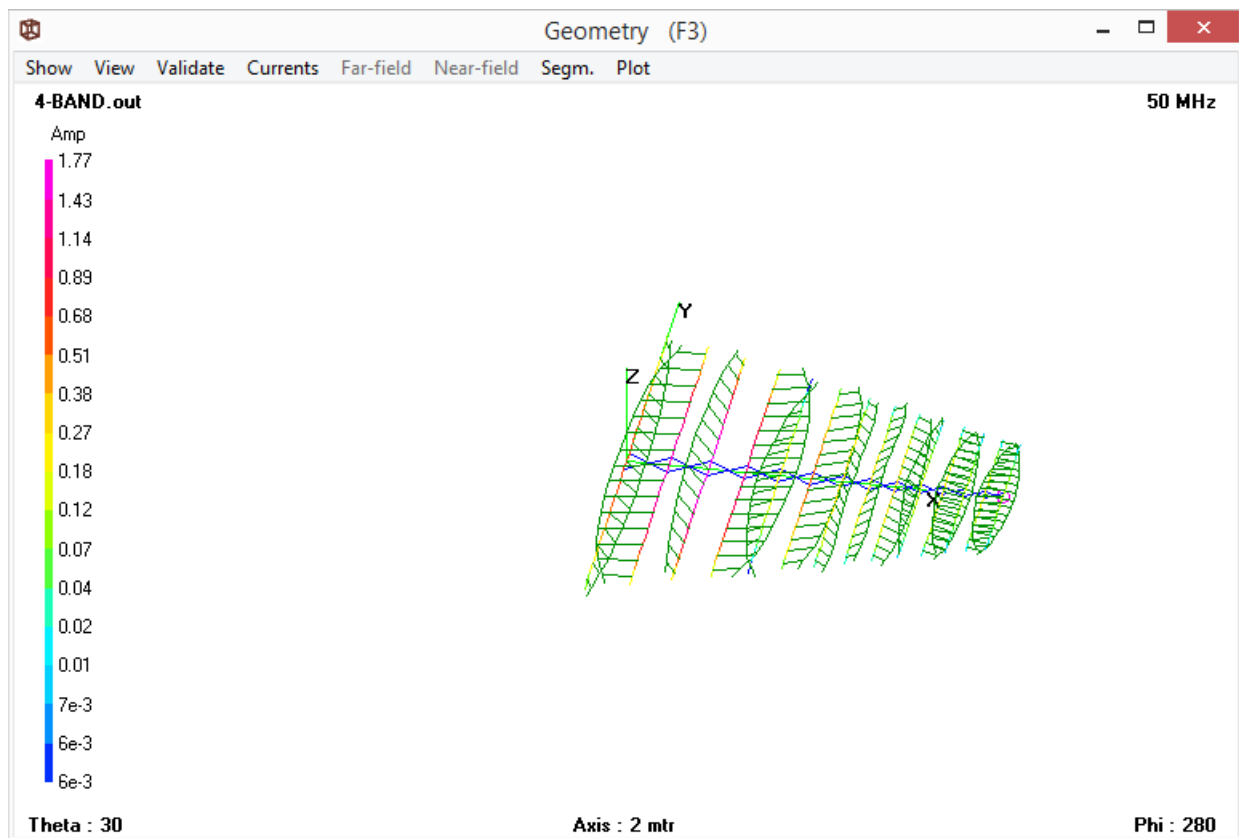 Geometry (F3)
Show View Validate Currents Far-field Near-field Segm. Plot
4-BAND.out 50 MHz
Amp
1.77
1.43
1.14
0.89
0.68
0.51
0.38
0.27
0.18
0.12
0.07
0.04
0.02
0.01
7e-3
6e-3
6e-3
Y
Z
X
Theta : 30 Axis : 2 mtr Phi : 280